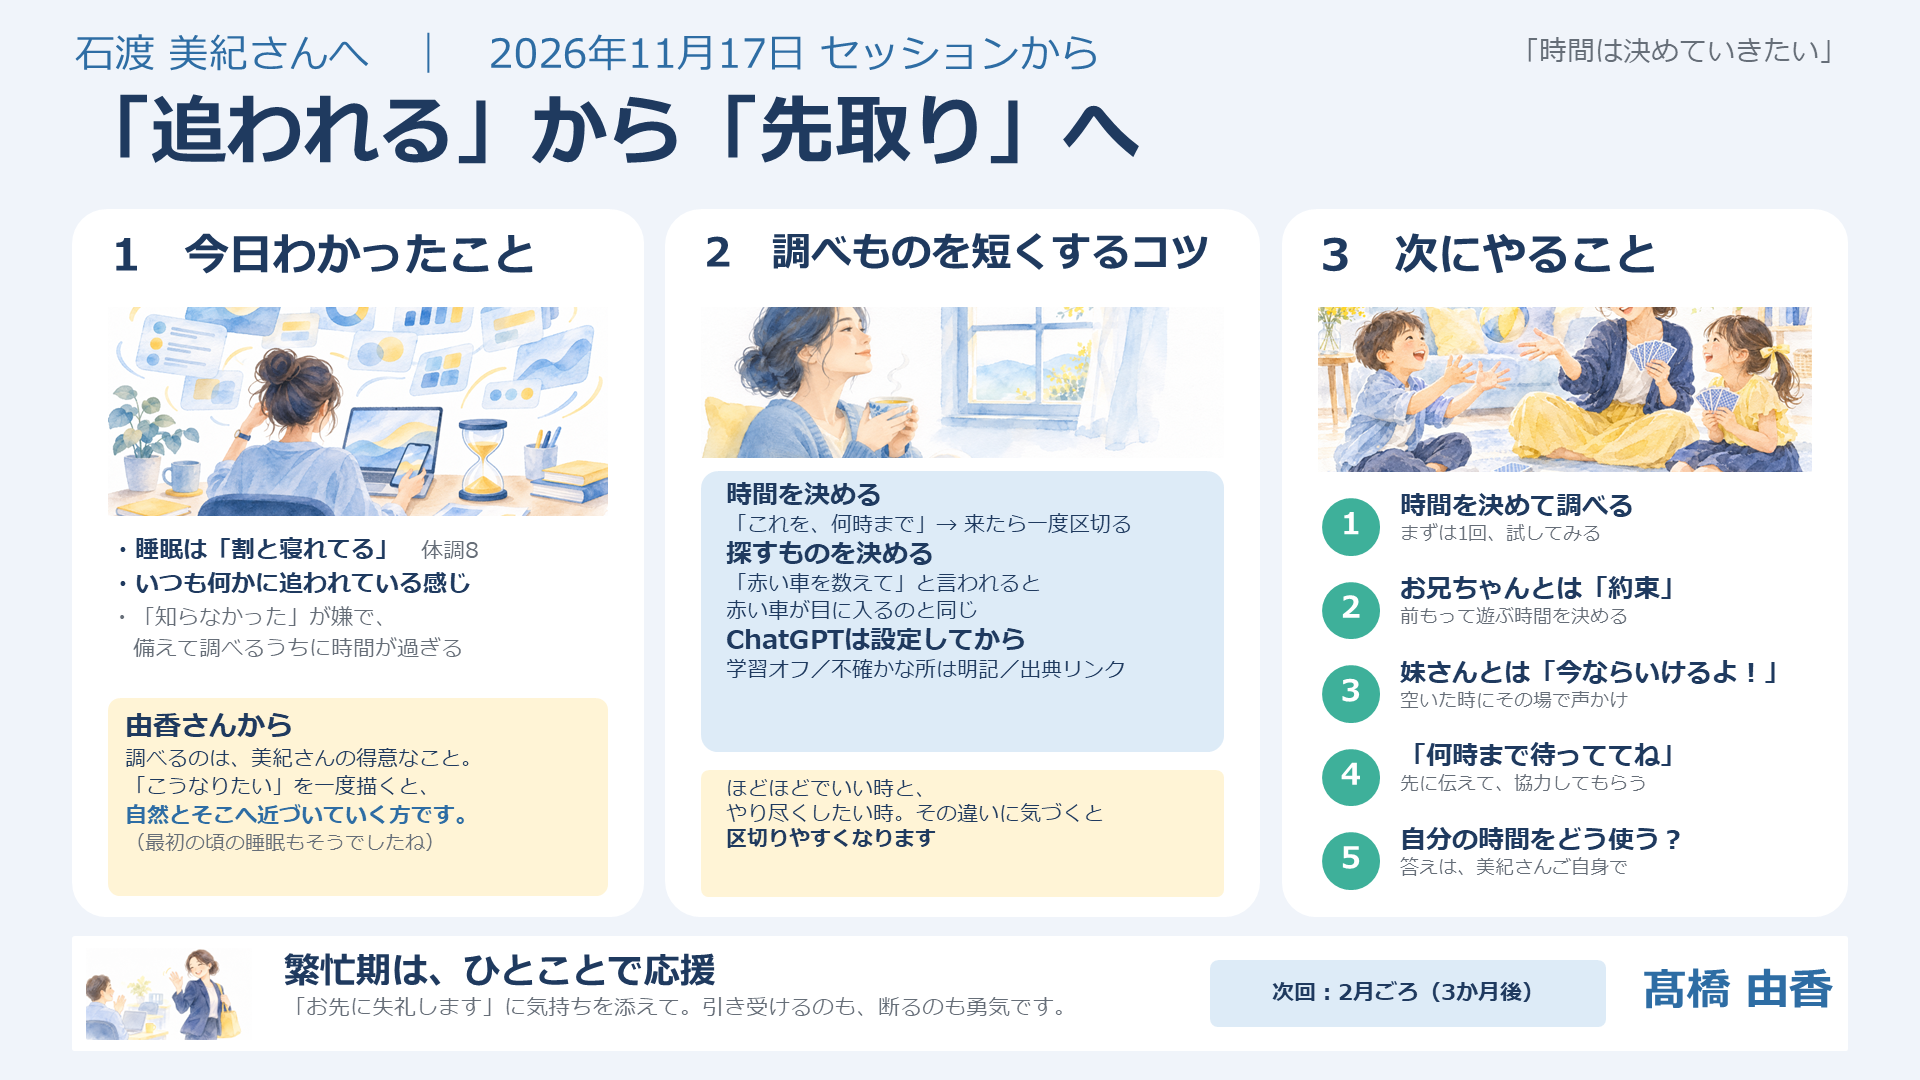 石渡 美紀さんへ ｜ 2026年11月17日 セッションから
「時間は決めていきたい」
「追われる」から「先取り」へ
1 今日わかったこと
・睡眠は「割と寝れてる」 体調8
・いつも何かに追われている感じ
・「知らなかった」が嫌で、
備えて調べるうちに時間が過ぎる
由香さんから
調べるのは、美紀さんの得意なこと。
「こうなりたい」を一度描くと、
自然とそこへ近づいていく方です。
（最初の頃の睡眠もそうでしたね）
2 調べものを短くするコツ
時間を決める
「これを、何時まで」→ 来たら一度区切る
探すものを決める
「赤い車を数えて」と言われると
赤い車が目に入るのと同じ
ChatGPTは設定してから
学習オフ／不確かな所は明記／出典リンク
ほどほどでいい時と、
やり尽くしたい時。その違いに気づくと
区切りやすくなります
3 次にやること
1 時間を決めて調べる
まずは1回、試してみる
2 お兄ちゃんとは「約束」
前もって遊ぶ時間を決める
3 妹さんとは「今ならいけるよ！」
空いた時にその場で声かけ
4 「何時まで待っててね」
先に伝えて、協力してもらう
5 自分の時間をどう使う？
答えは、美紀さんご自身で
繁忙期は、ひとことで応援
「お先に失礼します」に気持ちを添えて。引き受けるのも、断るのも勇気です。
次回：2月ごろ（3か月後）
髙橋 由香